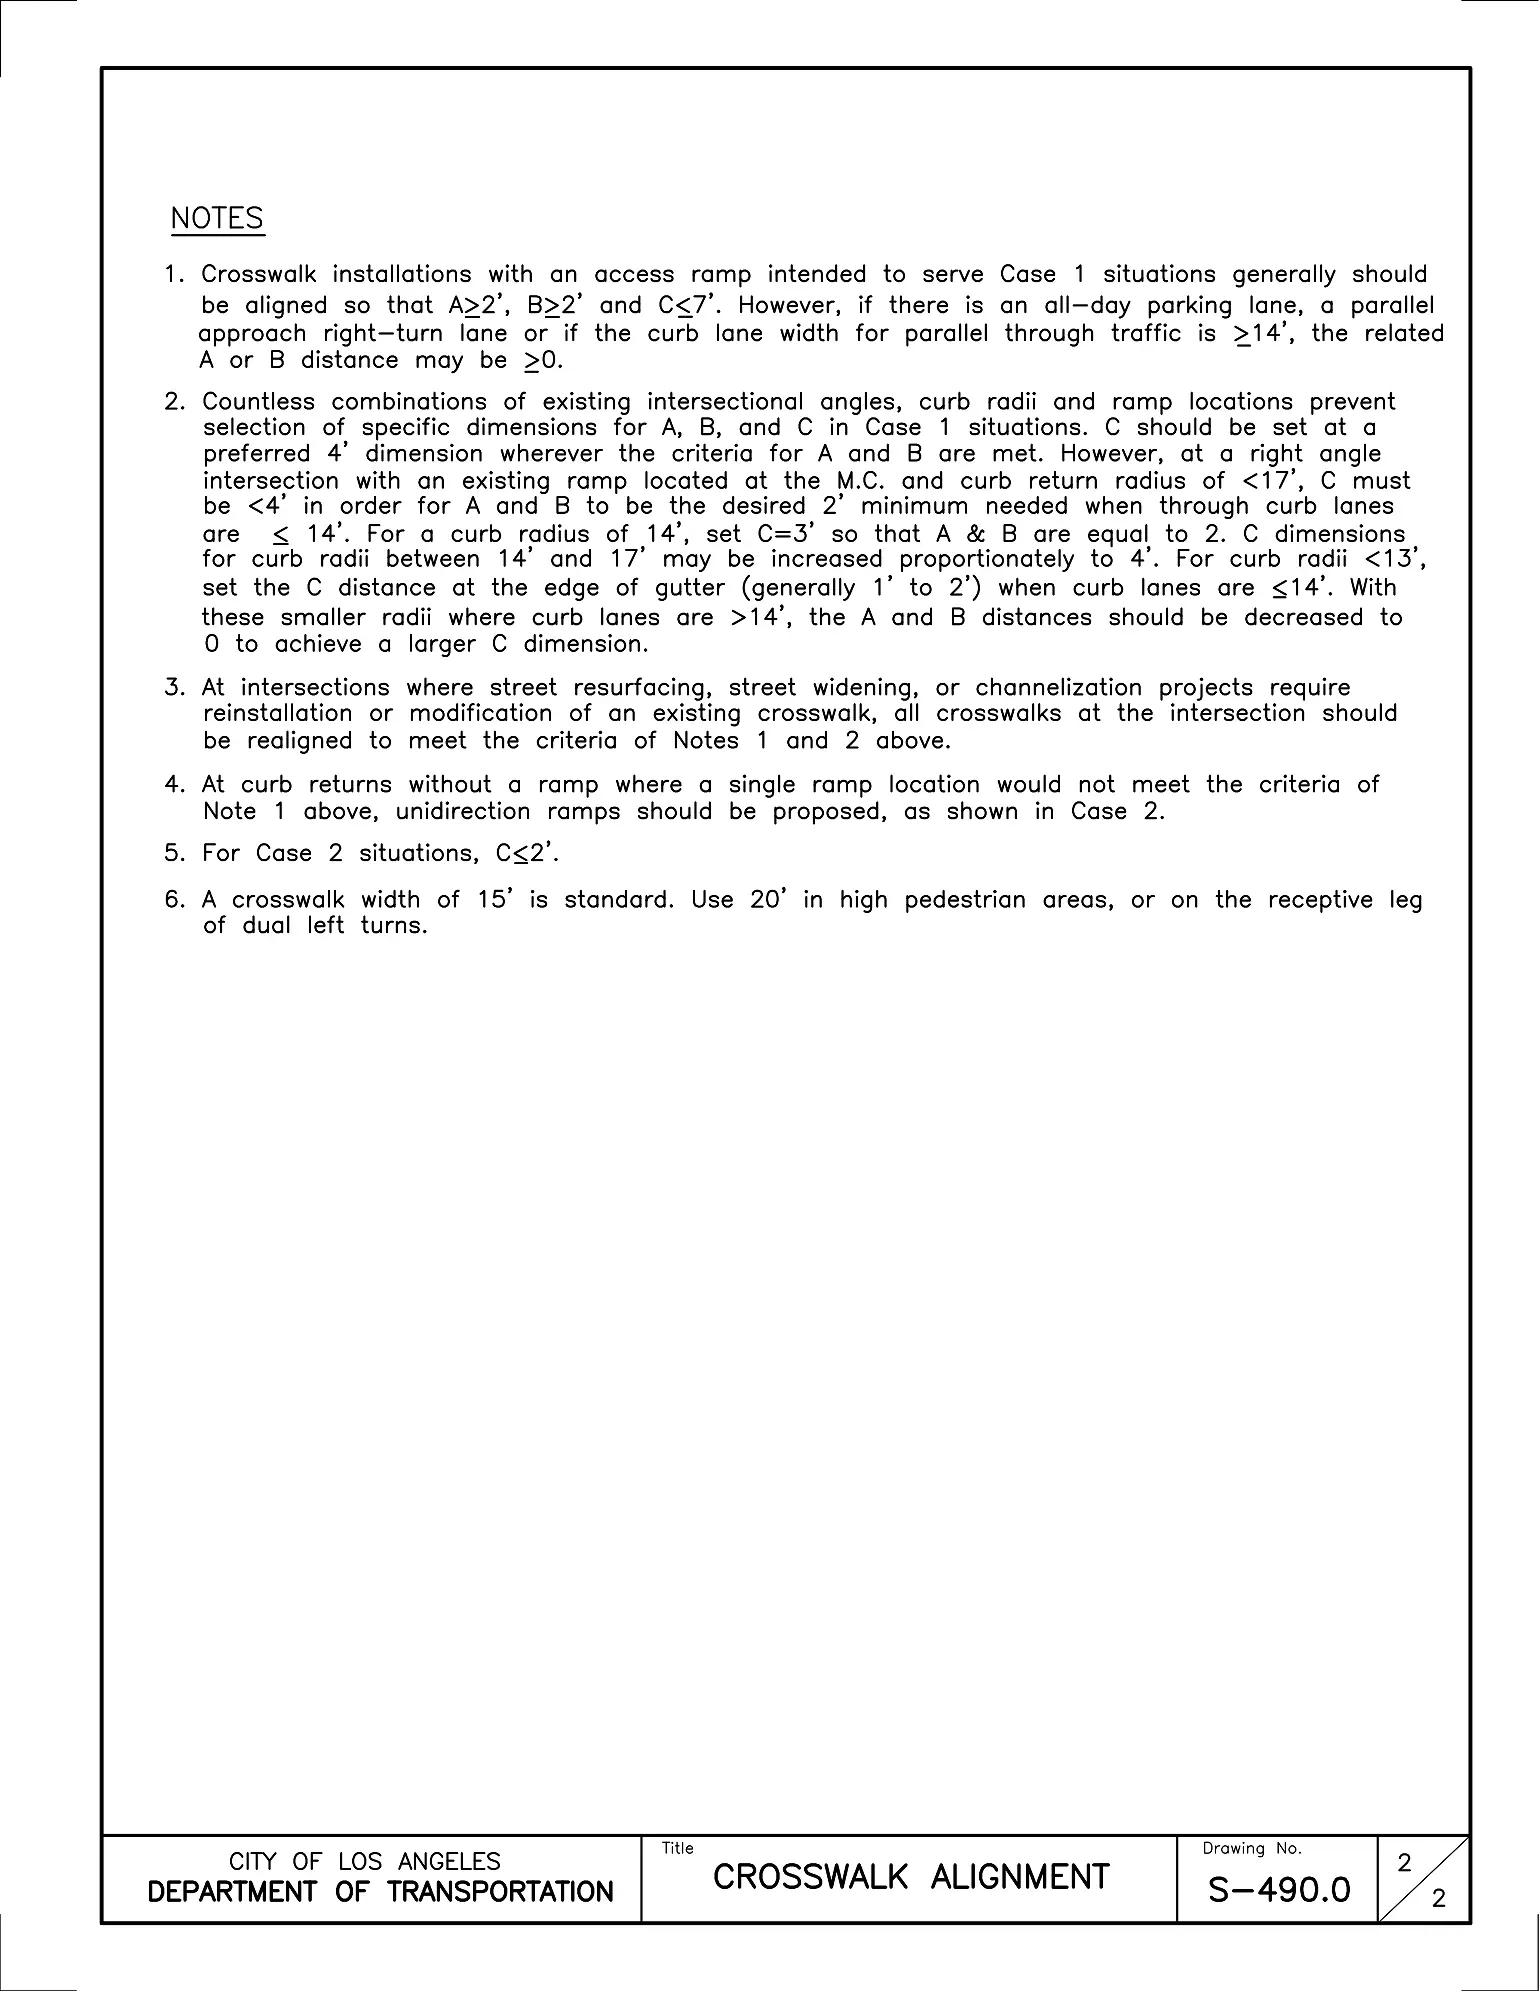 NOTES
1. Crosswalk installations with an access ramp intended to serve Case 1 situations generally should
be aligned so that A≥2', B≥2' and C≤7'. However, if there is an all-day parking lane, a parallel
approach right-turn lane or if the curb lane width for parallel through traffic is ≥14', the related
A or B distance may be ≥0.
2. Countless combinations of existing intersectional angles, curb radii and ramp locations prevent
selection of specific dimensions for A, B, and C in Case 1 situations. C should be set at a
preferred 4' dimension wherever the criteria for A and B are met. However, at a right angle
intersection with an existing ramp located at the M.C. and curb return radius of <17', C must
be <4' in order for A and B to be the desired 2' minimum needed when through curb lanes
are ≤ 14'. For a curb radius of 14', set C=3' so that A & B are equal to 2. C dimensions
for curb radii between 14' and 17' may be increased proportionately to 4'. For curb radii <13',
set the C distance at the edge of gutter (generally 1' to 2') when curb lanes are ≤14'. With
these smaller radii where curb lanes are >14', the A and B distances should be decreased to
0 to achieve a larger C dimension.
3. At intersections where street resurfacing, street widening, or channelization projects require
reinstallation or modification of an existing crosswalk, all crosswalks at the intersection should
be realigned to meet the criteria of Notes 1 and 2 above.
4. At curb returns without a ramp where a single ramp location would not meet the criteria of
Note 1 above, unidirection ramps should be proposed, as shown in Case 2.
5. For Case 2 situations, C≤2'.
6. A crosswalk width of 15' is standard. Use 20' in high pedestrian areas, or on the receptive leg
of dual left turns.
CITY OF LOS ANGELES
DEPARTMENT OF TRANSPORTATION
Title
CROSSWALK ALIGNMENT
Drawing No.
S-490.0
2
2